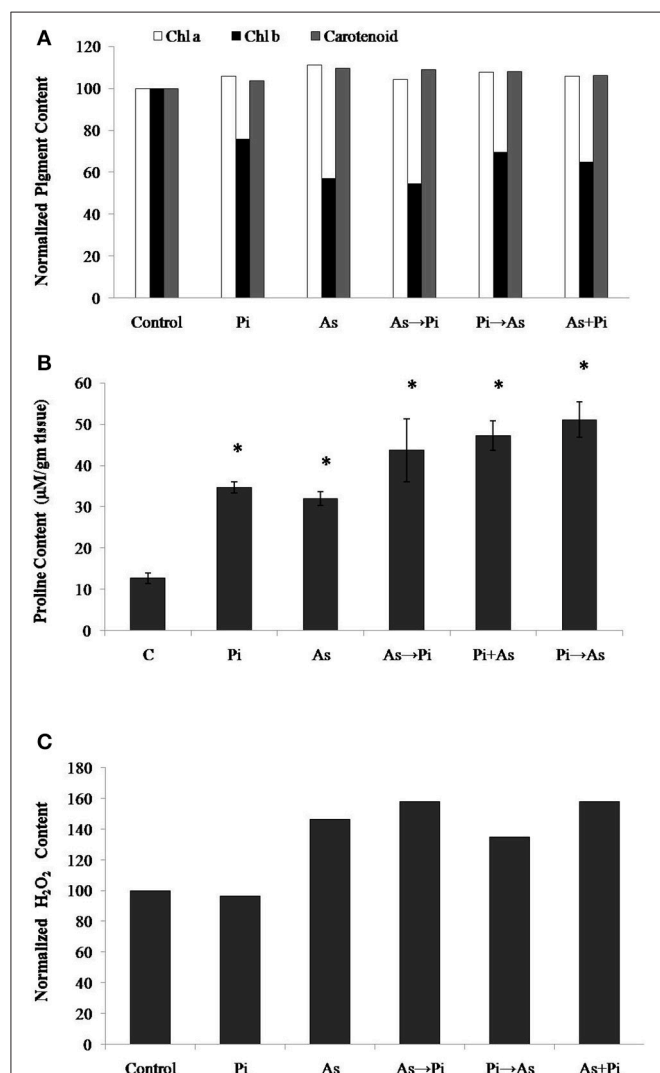 A
Chl a Chl b Carotenoid
Normalized Pigment Content
120
100
80
60
40
20
0
Control Pi As As→Pi Pi→As As+Pi
B
Proline Content (µM/gm tissue)
60
50
40
30
20
10
0
* * * * *
C Pi As As→Pi Pi+As Pi→As
C
Normalized H₂O₂ Content
180
160
140
120
100
80
60
40
20
0
Control Pi As As→Pi Pi→As As+Pi